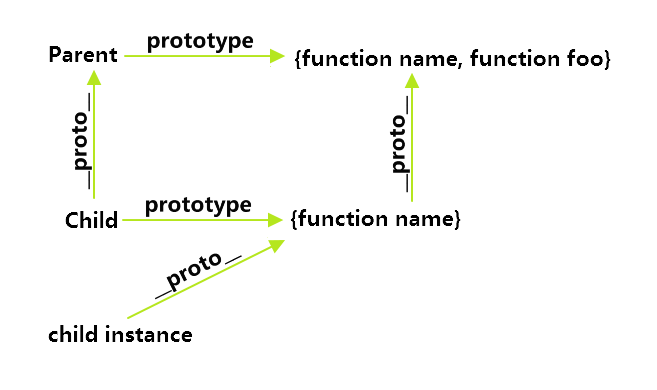 Parent
prototype
{function name, function foo}
__proto__
__proto__
Child
prototype
{function name}
__proto__
child instance